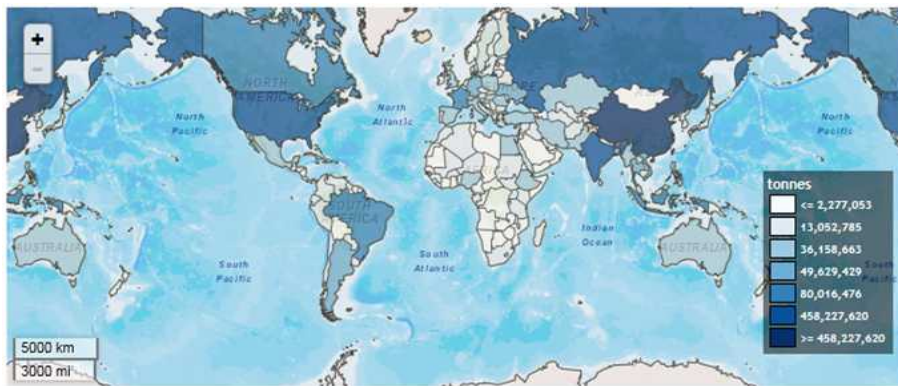 +
−
NORTH
AMERICA
North
Pacific
North
Atlantic
SOUTH
AMERICA
AUSTRALIA
South
Pacific
South
Atlantic
Indian
Ocean
North
Pacific
AUSTRALIA
South
Pacific
tonnes
<= 2,277,053
13,052,785
36,158,663
49,629,429
80,016,476
458,227,620
>= 458,227,620
5000 km
3000 mi